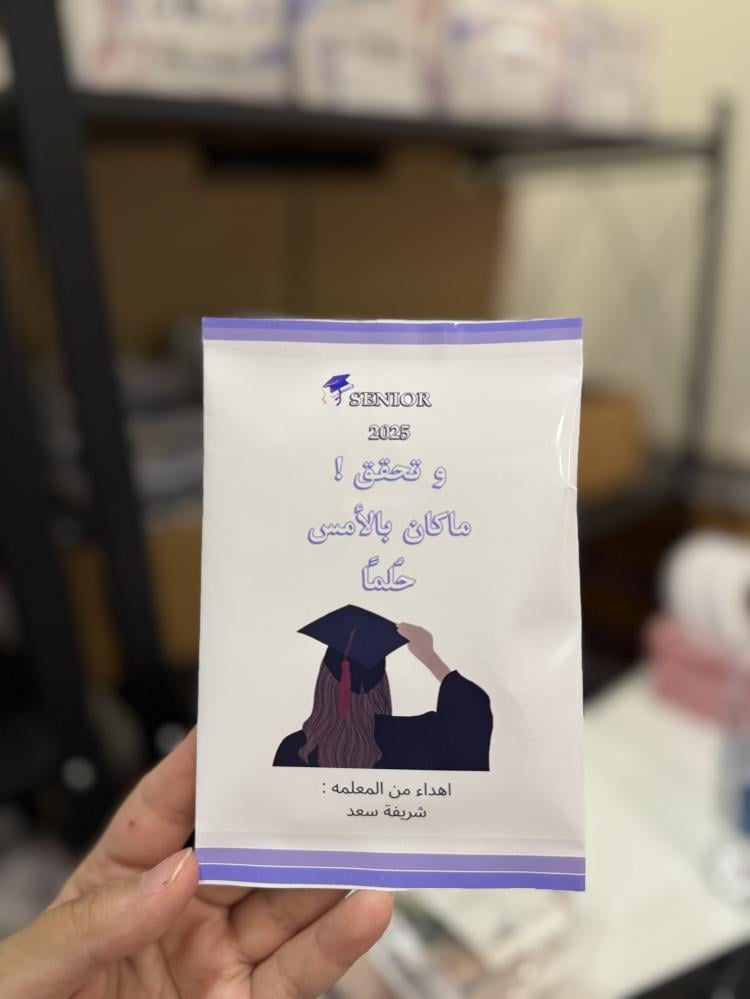 SENIOR
2025
و تحقق !
ماكان بالأمس
حُلماً
اهداء من المعلمه :
شريفة سعد